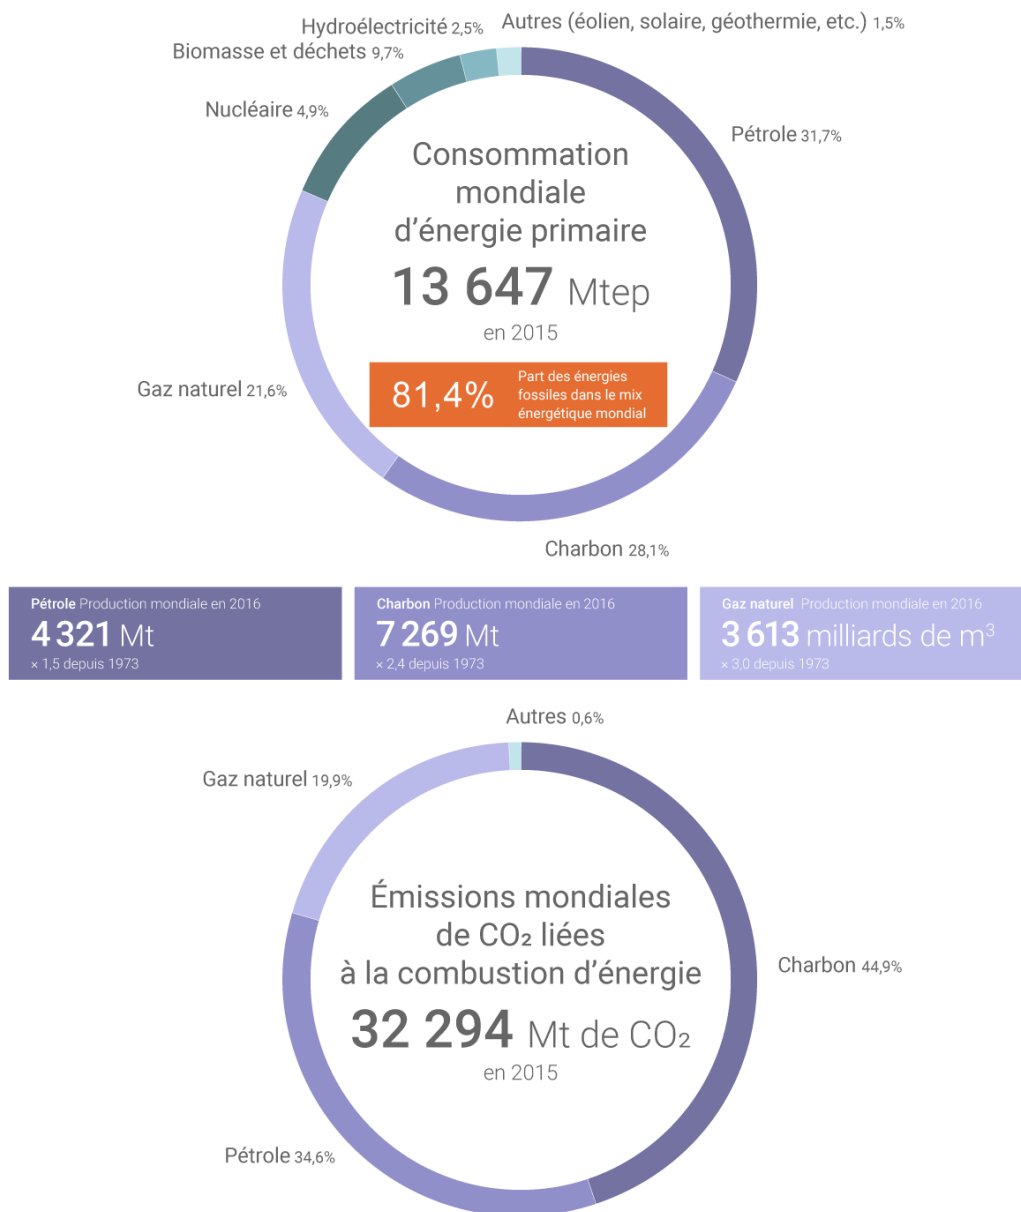 Hydroélectricité 2,5%
Autres (éolien, solaire, géothermie, etc.) 1,5%
Biomasse et déchets 9,7%
Nucléaire 4,9%
Pétrole 31,7%
Consommation
mondiale
d'énergie primaire
13 647 Mtep
en 2015
81,4%
Part des énergies
fossiles dans le mix
énergétique mondial
Gaz naturel 21,6%
Charbon 28,1%
Pétrole Production mondiale en 2016
4 321 Mt
× 1,5 depuis 1973
Charbon Production mondiale en 2016
7 269 Mt
× 2,4 depuis 1973
Gaz naturel Production mondiale en 2016
3 613 milliards de m³
× 3,0 depuis 1973
Autres 0,6%
Gaz naturel 19,9%
Émissions mondiales
de CO₂ liées
à la combustion d'énergie
32 294 Mt de CO₂
en 2015
Charbon 44,9%
Pétrole 34,6%